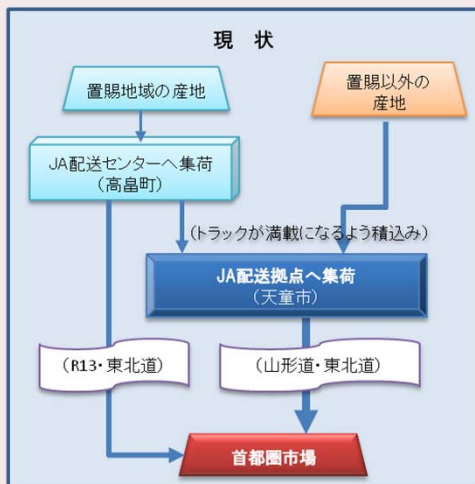 現　状
置賜地域の産地
置賜以外の
産地
JA配送センターへ集荷
(高畠町)
(トラックが満載になるよう積込み)
JA配送拠点へ集荷
(天童市)
(R13・東北道)
(山形道・東北道)
首都圏市場